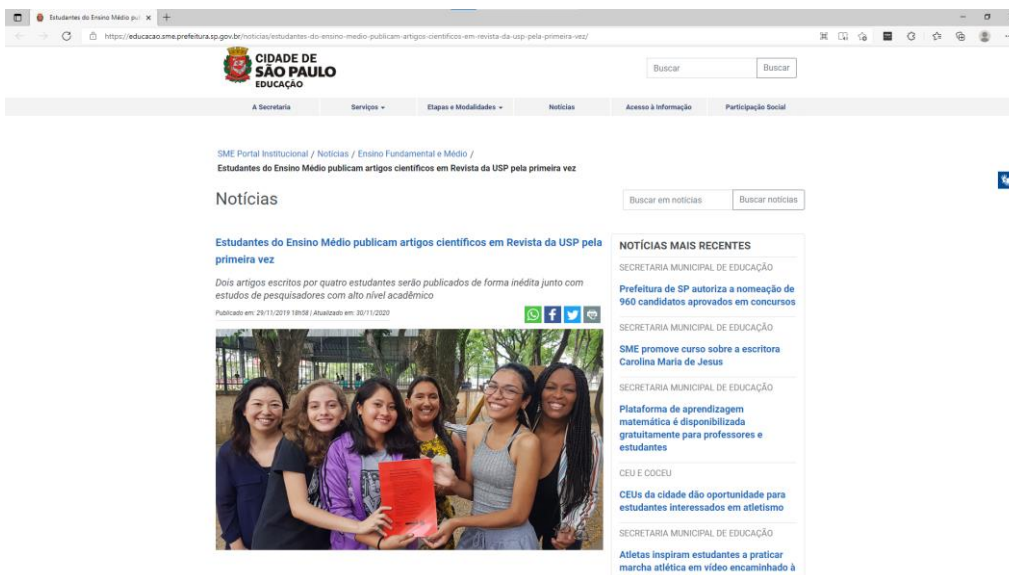 Estudantes do Ensino Médio pu
https://educacao.sme.prefeitura.sp.gov.br/noticias/estudantes-do-ensino-medio-publicam-artigos-cientificos-em-revista-da-usp-pela-primeira-vez/
CIDADE DE
SÃO PAULO
EDUCAÇÃO
Buscar
Buscar
A Secretaria
Serviços
Etapas e Modalidades
Notícias
Acesso à Informação
Participação Social
SME Portal Institucional / Notícias / Ensino Fundamental e Médio /
Estudantes do Ensino Médio publicam artigos científicos em Revista da USP pela primeira vez
Notícias
Buscar em notícias
Buscar notícias
Estudantes do Ensino Médio publicam artigos científicos em Revista da USP pela
primeira vez
Dois artigos escritos por quatro estudantes serão publicados de forma inédita junto com
estudos de pesquisadores com alto nível acadêmico
Publicado em: 29/11/2019 18h58 | Atualizado em: 30/11/2020
NOTÍCIAS MAIS RECENTES
SECRETARIA MUNICIPAL DE EDUCAÇÃO
Prefeitura de SP autoriza a nomeação de
960 candidatos aprovados em concursos
SECRETARIA MUNICIPAL DE EDUCAÇÃO
SME promove curso sobre a escritora
Carolina Maria de Jesus
SECRETARIA MUNICIPAL DE EDUCAÇÃO
Plataforma de aprendizagem
matemática é disponibilizada
gratuitamente para professores e
estudantes
CEU E COCEU
CEUs da cidade dão oportunidade para
estudantes interessados em atletismo
SECRETARIA MUNICIPAL DE EDUCAÇÃO
Atletas inspiram estudantes a praticar
marcha atlética em vídeo encaminhado à